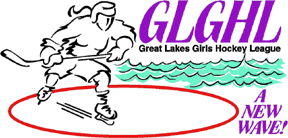 GLGHL
Great Lakes Girls Hockey League
A
NEW
WAVE!